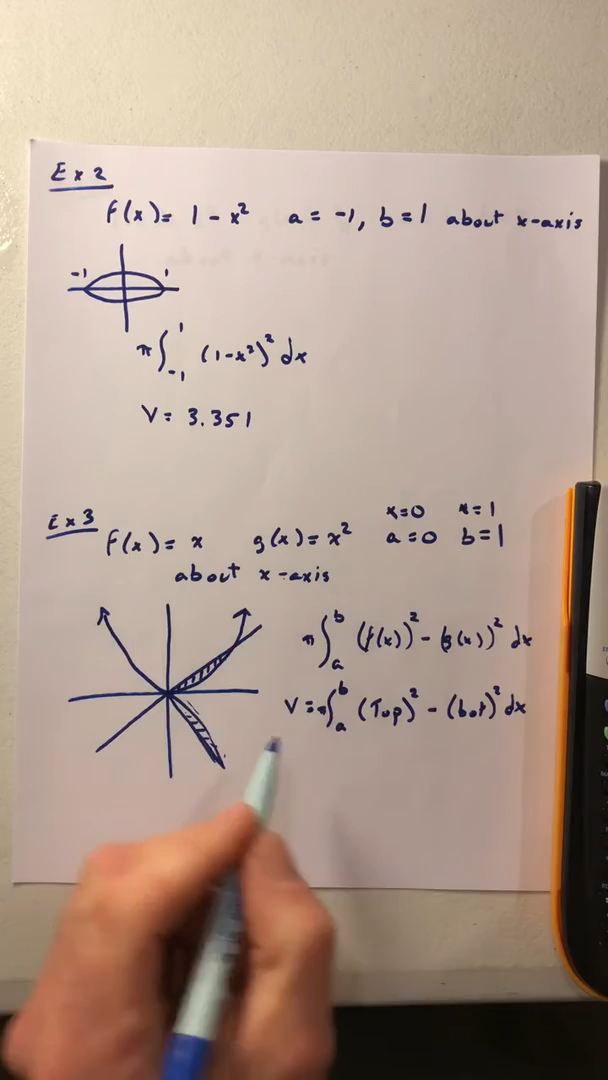 Ex 2
f(x) = 1 - x² a = -1, b = 1 about x-axis
-1 1
π∫₋₁¹ (1-x²)² dx
V = 3.351
Ex 3
x=0 x=1
f(x) = x g(x) = x² a = 0 b = 1
about x-axis
π∫ₐᵇ (f(x))² - (g(x))² dx
V = π∫ₐᵇ (Top)² - (bot)² dx